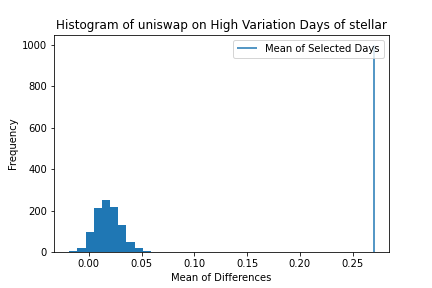 Histogram of uniswap on High Variation Days of stellar
1000
800
600
400
200
0
Frequency
Mean of Selected Days
0.00 0.05 0.10 0.15 0.20 0.25
Mean of Differences